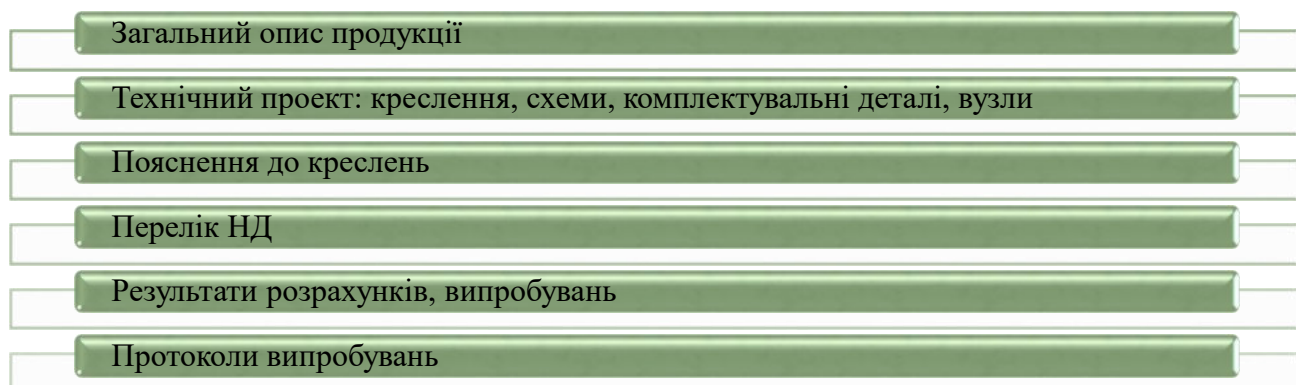 Загальний опис продукції
Технічний проект: креслення, схеми, комплектувальні деталі, вузли
Пояснення до креслень
Перелік НД
Результати розрахунків, випробувань
Протоколи випробувань